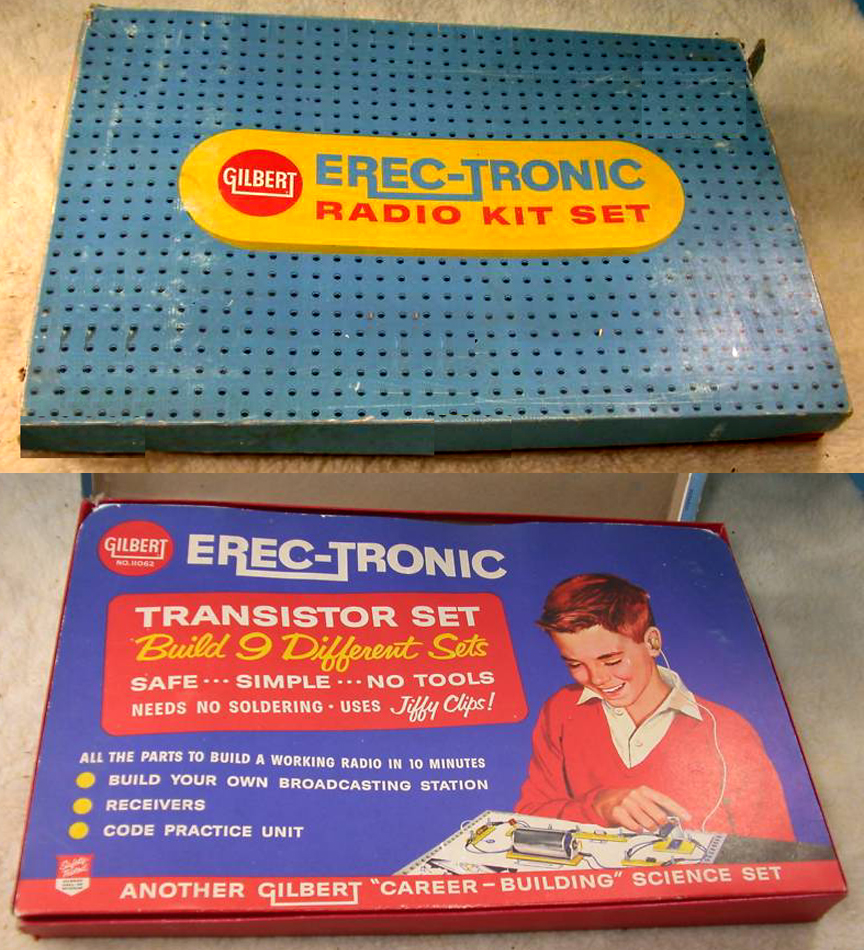 GILBERT
EREC-TRONIC
RADIO KIT SET
GILBERT
NO. 11062
EREC-TRONIC
TRANSISTOR SET
Build 9 Different Sets
SAFE ··· SIMPLE ··· NO TOOLS
NEEDS NO SOLDERING · USES Jiffy Clips!
ALL THE PARTS TO BUILD A WORKING RADIO IN 10 MINUTES
BUILD YOUR OWN BROADCASTING STATION
RECEIVERS
CODE PRACTICE UNIT
Safety
ANOTHER GILBERT "CAREER-BUILDING" SCIENCE SET